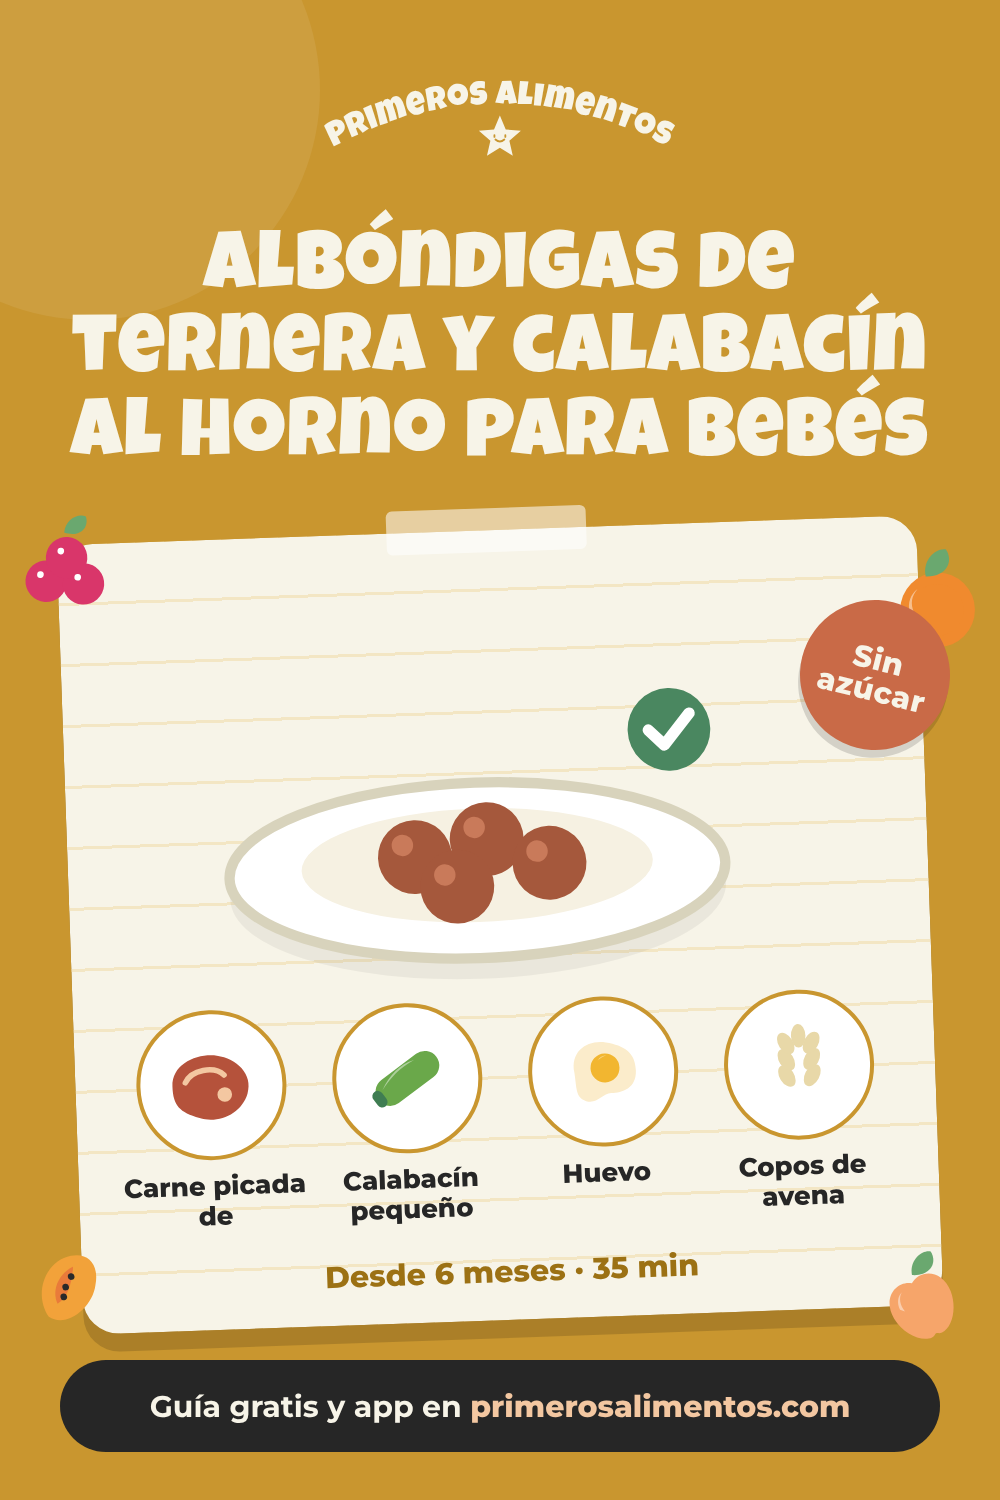 PRIMEROS ALIMENTOS
ALBÓNDIGAS DE
TERNERA Y CALABACÍN
AL HORNO PARA BEBÉS
Sin
azúcar
Carne picada
de
Calabacín
pequeño
Huevo
Copos de
avena
Desde 6 meses · 35 min
Guía gratis y app en primerosalimentos.com